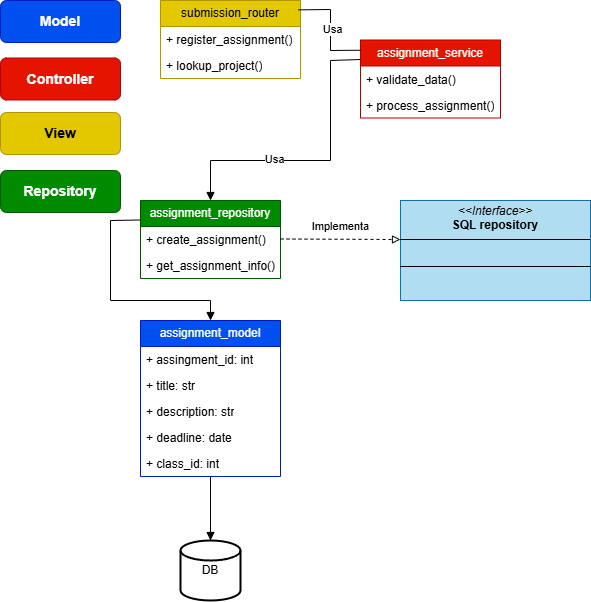 Model
Controller
View
Repository
submission_router
+ register_assignment()
+ lookup_project()
Usa
assignment_service
+ validate_data()
+ process_assignment()
Usa
assignment_repository
+ create_assignment()
+ get_assignment_info()
Implementa
<<Interface>>
SQL repository
assignment_model
+ assingment_id: int
+ title: str
+ description: str
+ deadline: date
+ class_id: int
DB